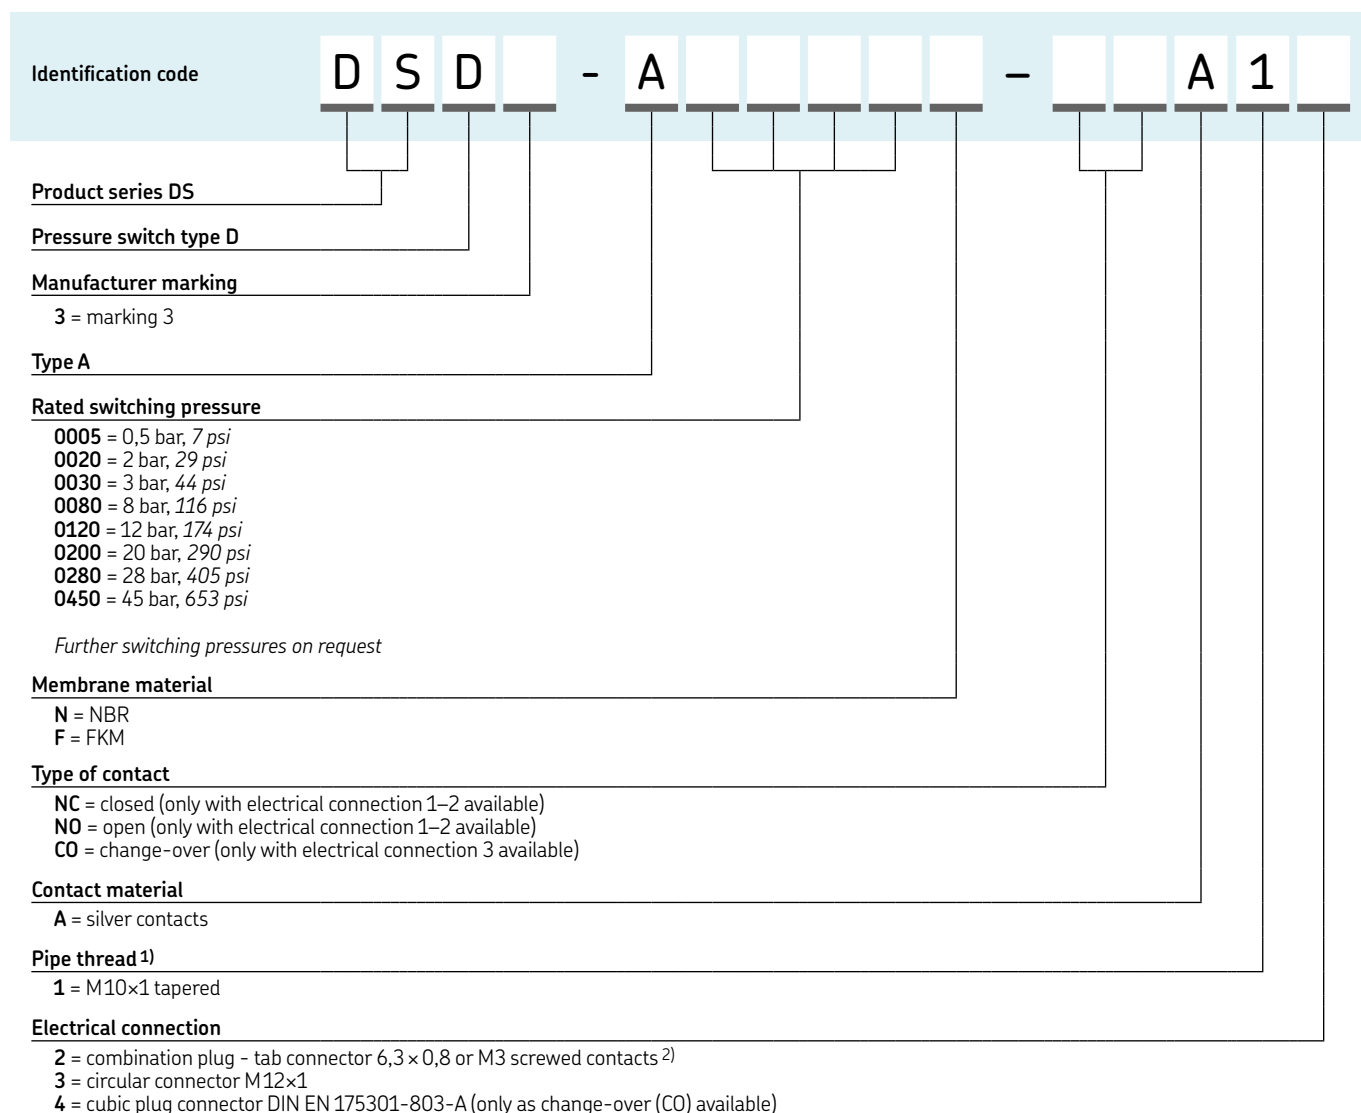 Identification code D S D - A – A 1
Product series DS
Pressure switch type D
Manufacturer marking
3 = marking 3
Type A
Rated switching pressure
0005 = 0,5 bar, 7 psi
0020 = 2 bar, 29 psi
0030 = 3 bar, 44 psi
0080 = 8 bar, 116 psi
0120 = 12 bar, 174 psi
0200 = 20 bar, 290 psi
0280 = 28 bar, 405 psi
0450 = 45 bar, 653 psi
Further switching pressures on request
Membrane material
N = NBR
F = FKM
Type of contact
NC = closed (only with electrical connection 1–2 available)
NO = open (only with electrical connection 1–2 available)
CO = change-over (only with electrical connection 3 available)
Contact material
A = silver contacts
Pipe thread 1)
1 = M10×1 tapered
Electrical connection
2 = combination plug - tab connector 6,3 × 0,8 or M3 screwed contacts 2)
3 = circular connector M12×1
4 = cubic plug connector DIN EN 175301-803-A (only as change-over (CO) available)